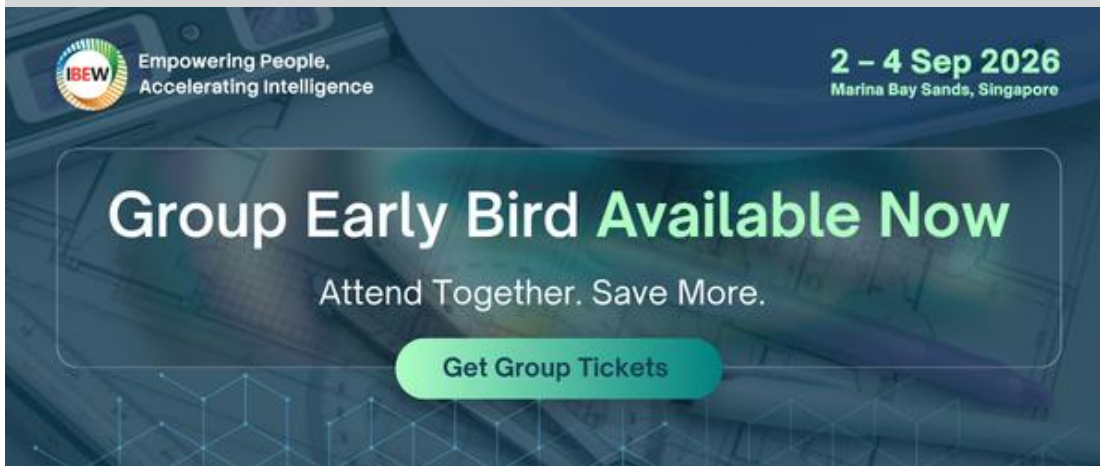 IBEW
Empowering People,
Accelerating Intelligence
2 – 4 Sep 2026
Marina Bay Sands, Singapore
Group Early Bird Available Now
Attend Together. Save More.
Get Group Tickets